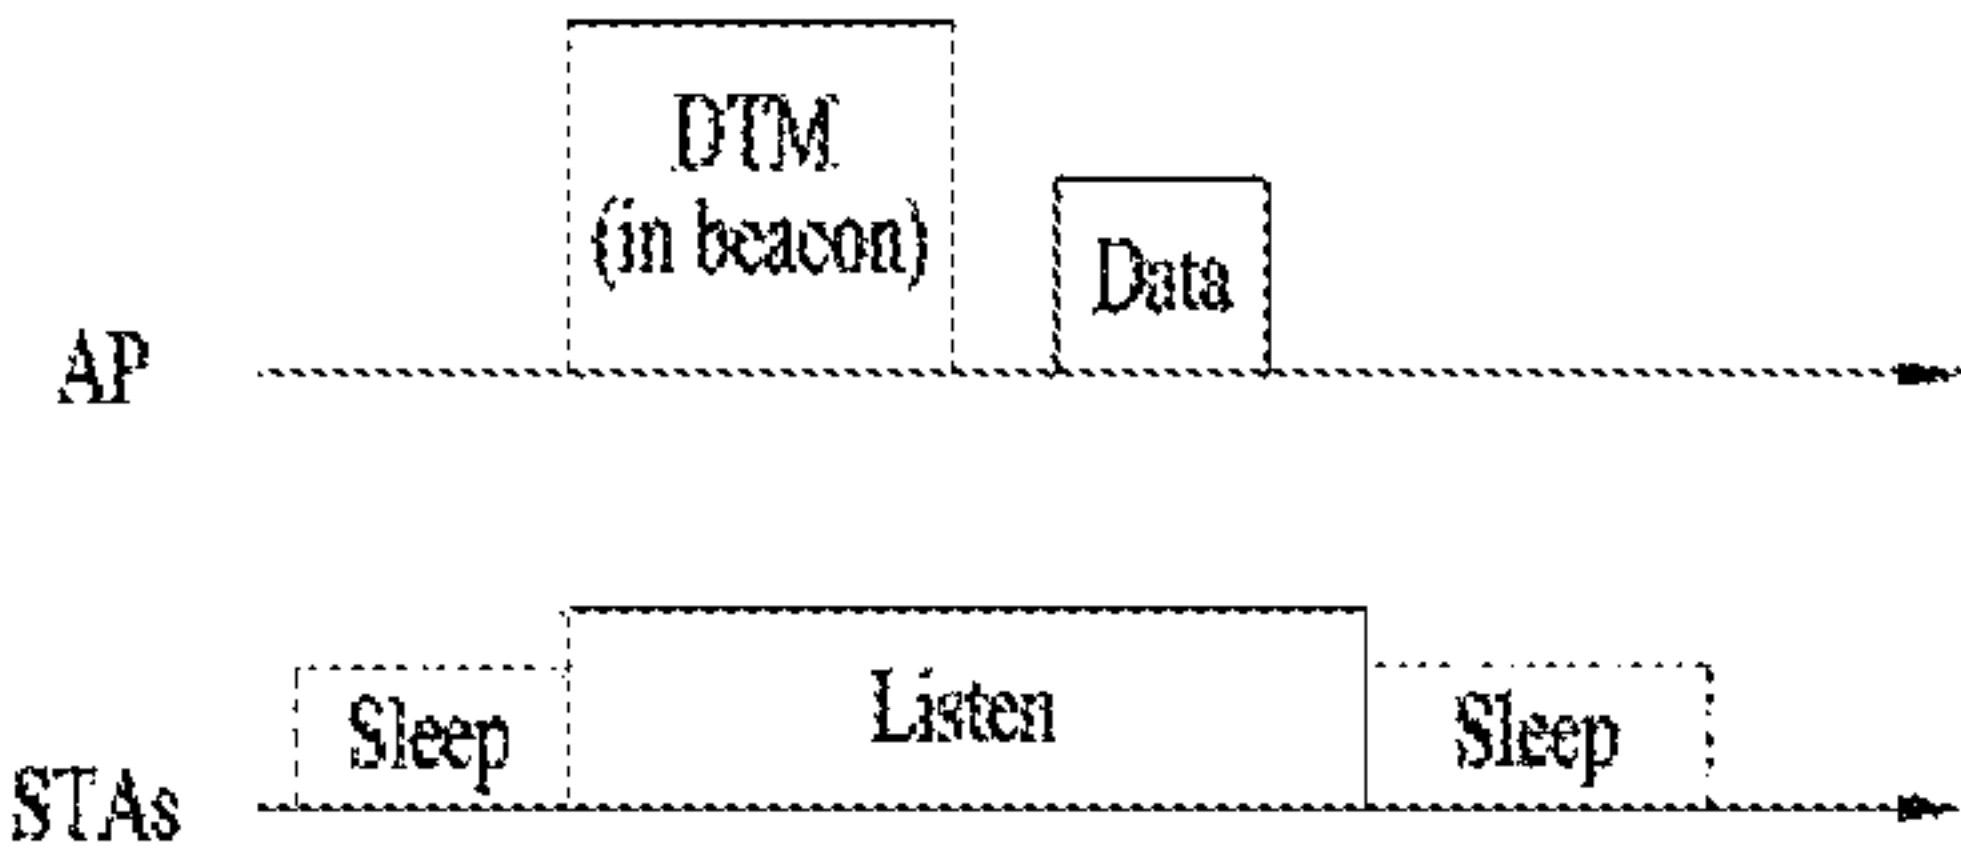 DTM
(in beacon)
Data
AP
Listen
Sleep
Sleep
STAs